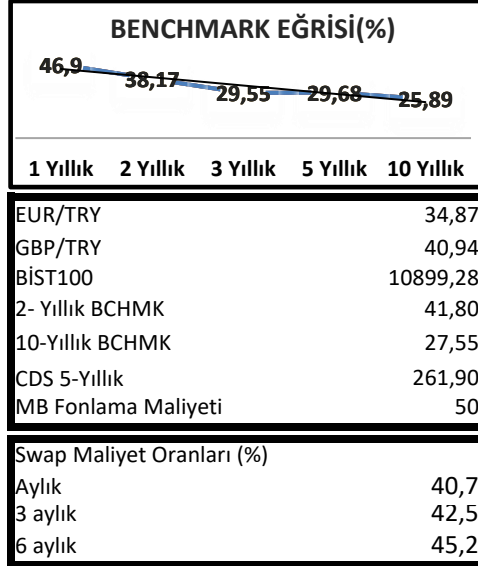 BENCHMARK EĞRİSİ(%)
46,9 38,17 29,55 29,68 25,89
1 Yıllık 2 Yıllık 3 Yıllık 5 Yıllık 10 Yıllık
EUR/TRY 34,87
GBP/TRY 40,94
BİST100 10899,28
2- Yıllık BCHMK 41,80
10-Yıllık BCHMK 27,55
CDS 5-Yıllık 261,90
MB Fonlama Maliyeti 50
Swap Maliyet Oranları (%)
Aylık 40,7
3 aylık 42,5
6 aylık 45,2